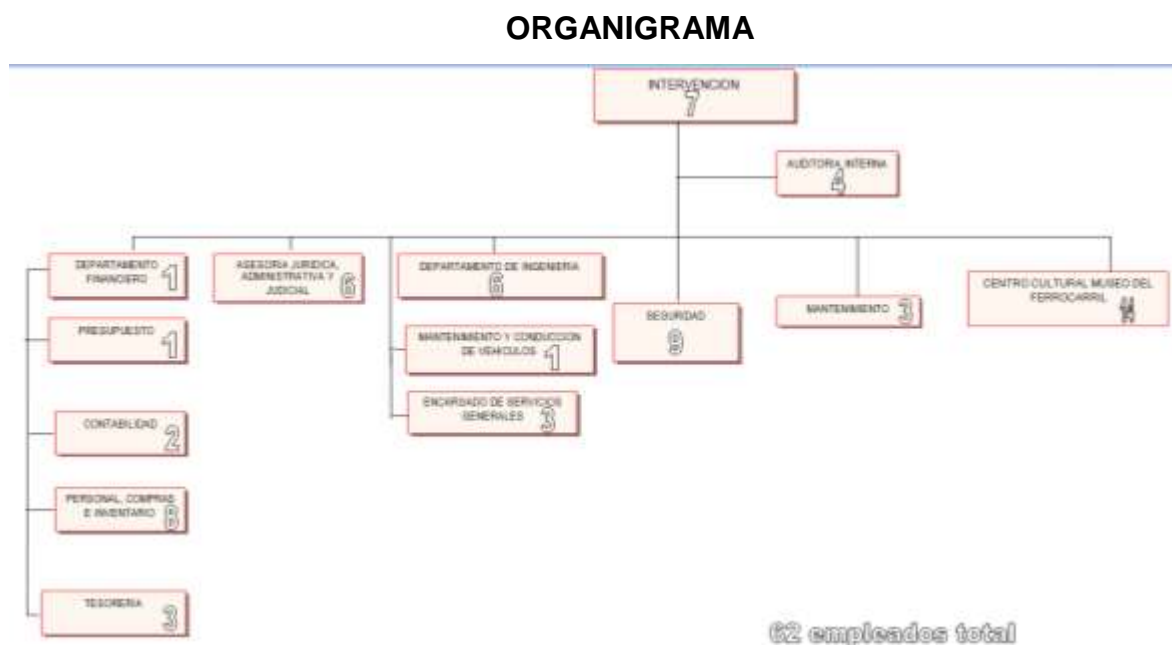 ORGANIGRAMA
INTERVENCION
7
AUDITORIA INTERNA
4
DEPARTAMENTO
FINANCIERO 1
ASESORIA JURIDICA,
ADMINISTRATIVA Y
JUDICIAL 6
DEPARTAMENTO DE INGENIERIA
6
SEGURIDAD
9
MANTENIMIENTO
CENTRO CULTURAL MUSEO DEL
FERROCARRIL
PRESUPUESTO
1
MANTENIMIENTO Y CONDUCCION
DE VEHICULOS 1
ENCARGADO DE SERVICIOS
GENERALES 3
CONTABILIDAD
2
PERSONAL, COMPRAS
E INVENTARIO 8
TESORERIA
3
62 empleados total